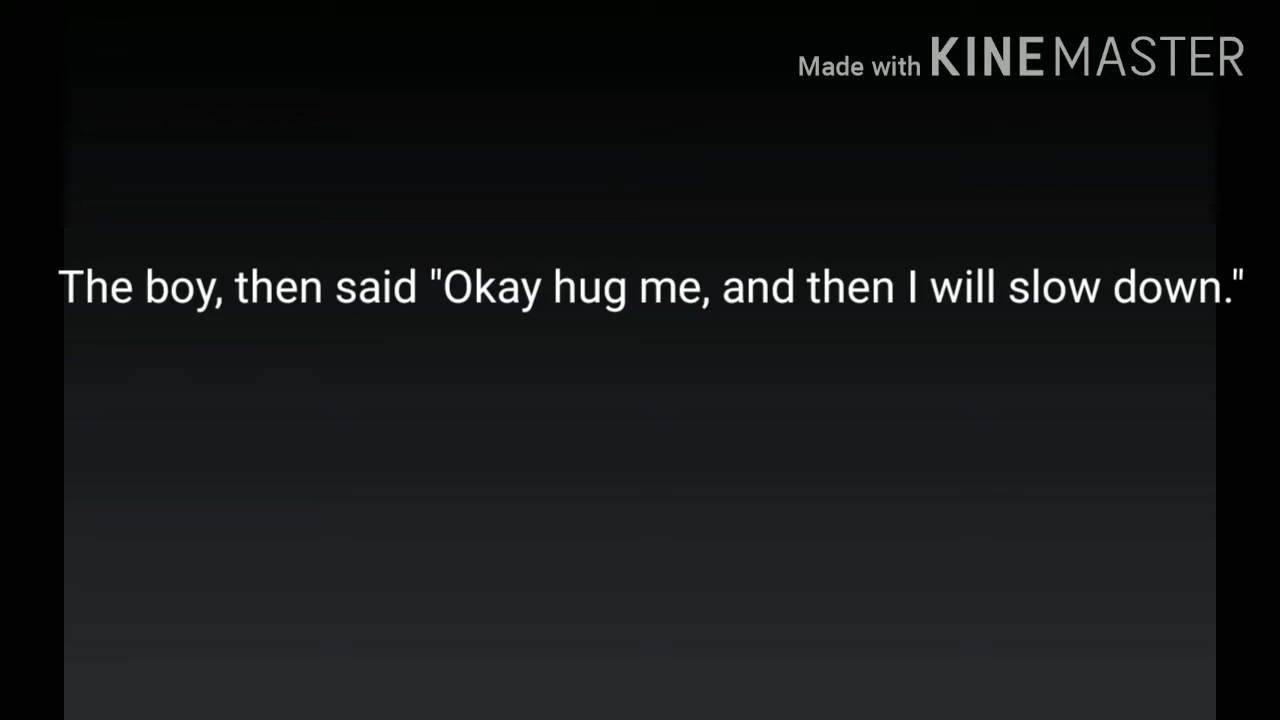 Made with KINEMASTER
The boy, then said "Okay hug me, and then I will slow down."